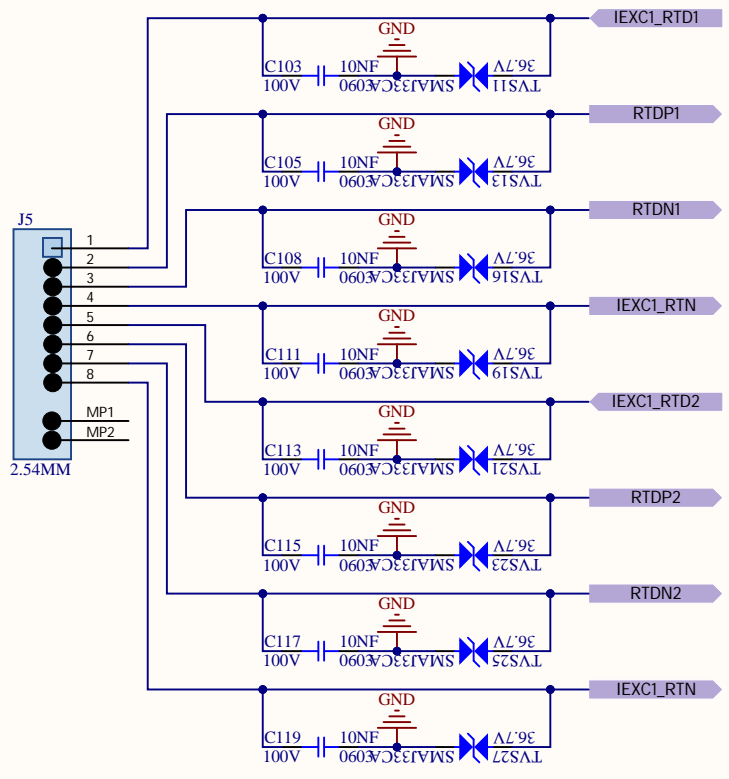 IEXC1_RTD1
GND
C103 10NF 36.7V
100V 0603 SMAJ33CA TVS11
RTDP1
GND
C105 10NF 36.7V
100V 0603 SMAJ33CA TVS13
RTDN1
GND
C108 10NF 36.7V
100V 0603 SMAJ33CA TVS16
J5
1
2
3
4
5
6
7
8
MP1
MP2
2.54MM
IEXC1_RTN
GND
C111 10NF 36.7V
100V 0603 SMAJ33CA TVS19
IEXC1_RTD2
GND
C113 10NF 36.7V
100V 0603 SMAJ33CA TVS21
RTDP2
GND
C115 10NF 36.7V
100V 0603 SMAJ33CA TVS23
RTDN2
GND
C117 10NF 36.7V
100V 0603 SMAJ33CA TVS25
IEXC1_RTN
GND
C119 10NF 36.7V
100V 0603 SMAJ33CA TVS27